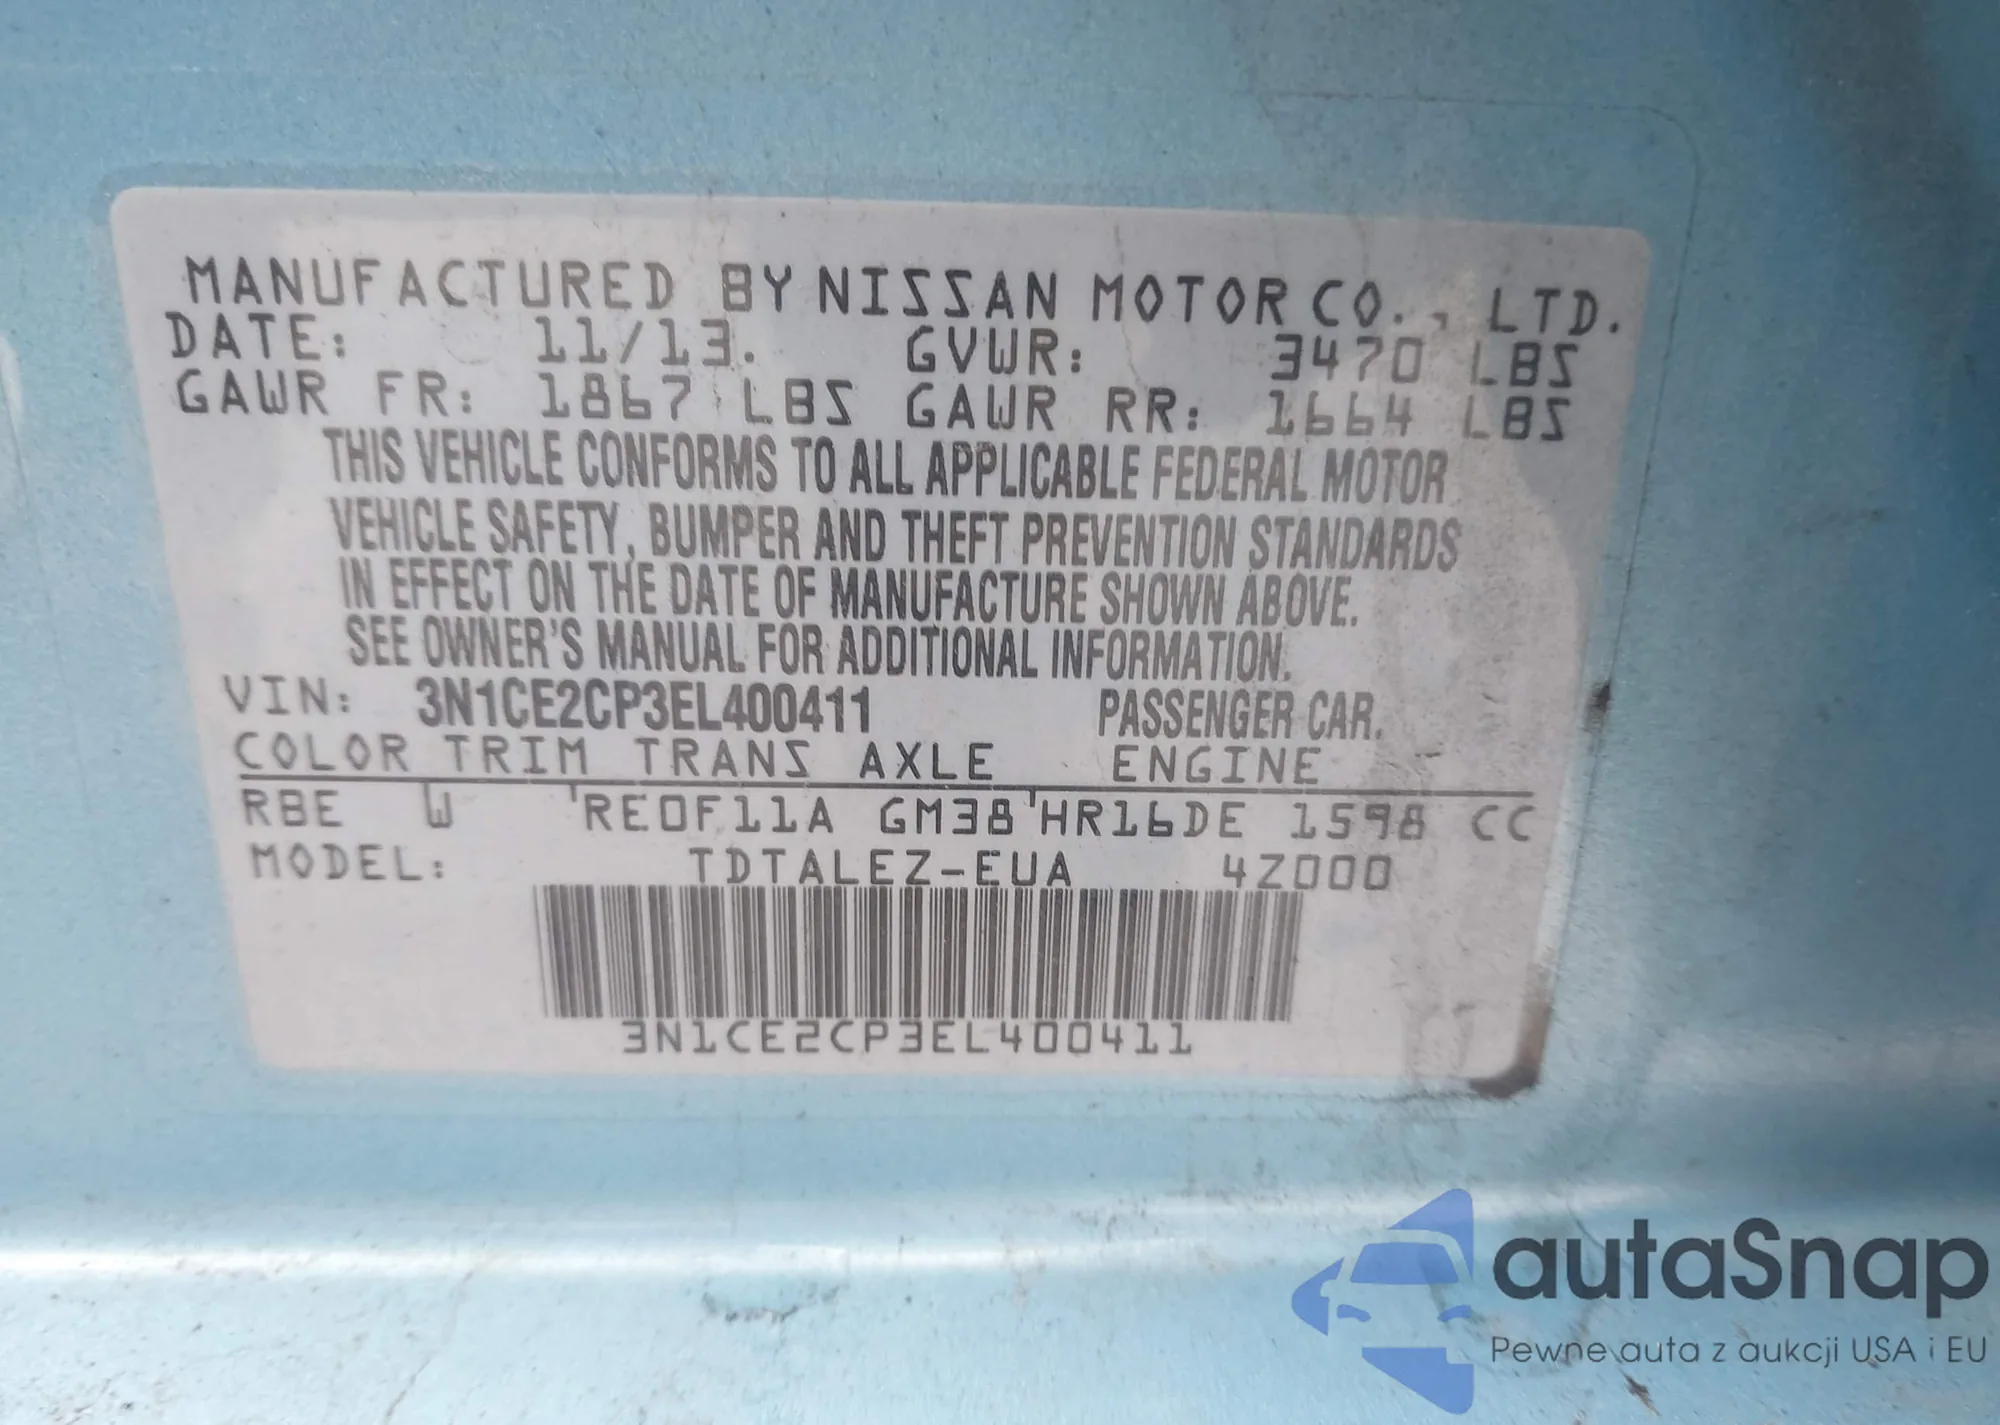 MANUFACTURED BY NISSAN MOTOR CO., LTD.
DATE: 11/13. GVWR: 3470 LBS
GAWR FR: 1867 LBS GAWR RR: 1664 LBS
THIS VEHICLE CONFORMS TO ALL APPLICABLE FEDERAL MOTOR
VEHICLE SAFETY, BUMPER AND THEFT PREVENTION STANDARDS
IN EFFECT ON THE DATE OF MANUFACTURE SHOWN ABOVE.
SEE OWNER'S MANUAL FOR ADDITIONAL INFORMATION.
VIN: 3N1CE2CP3EL400411 PASSENGER CAR.
COLOR TRIM TRANS AXLE ENGINE
RBE W RE0F11A GM38 HR16DE 1598 CC
MODEL: TDTALEZ-EUA 4Z000
3N1CE2CP3EL400411
autaSnap
Pewne auta z aukcji USA i EU